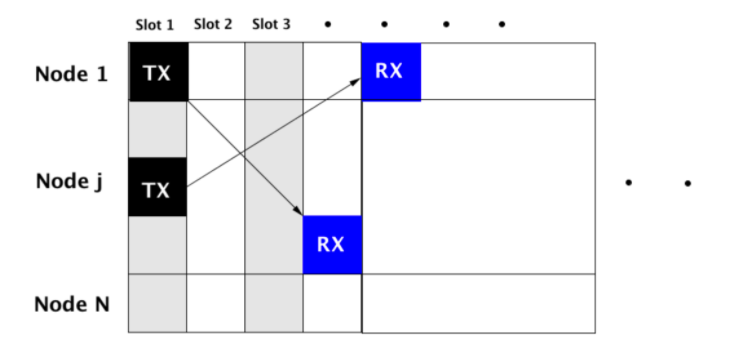 Slot 1 Slot 2 Slot 3 • • • •
Node 1 TX RX
Node j TX • •
RX
Node N